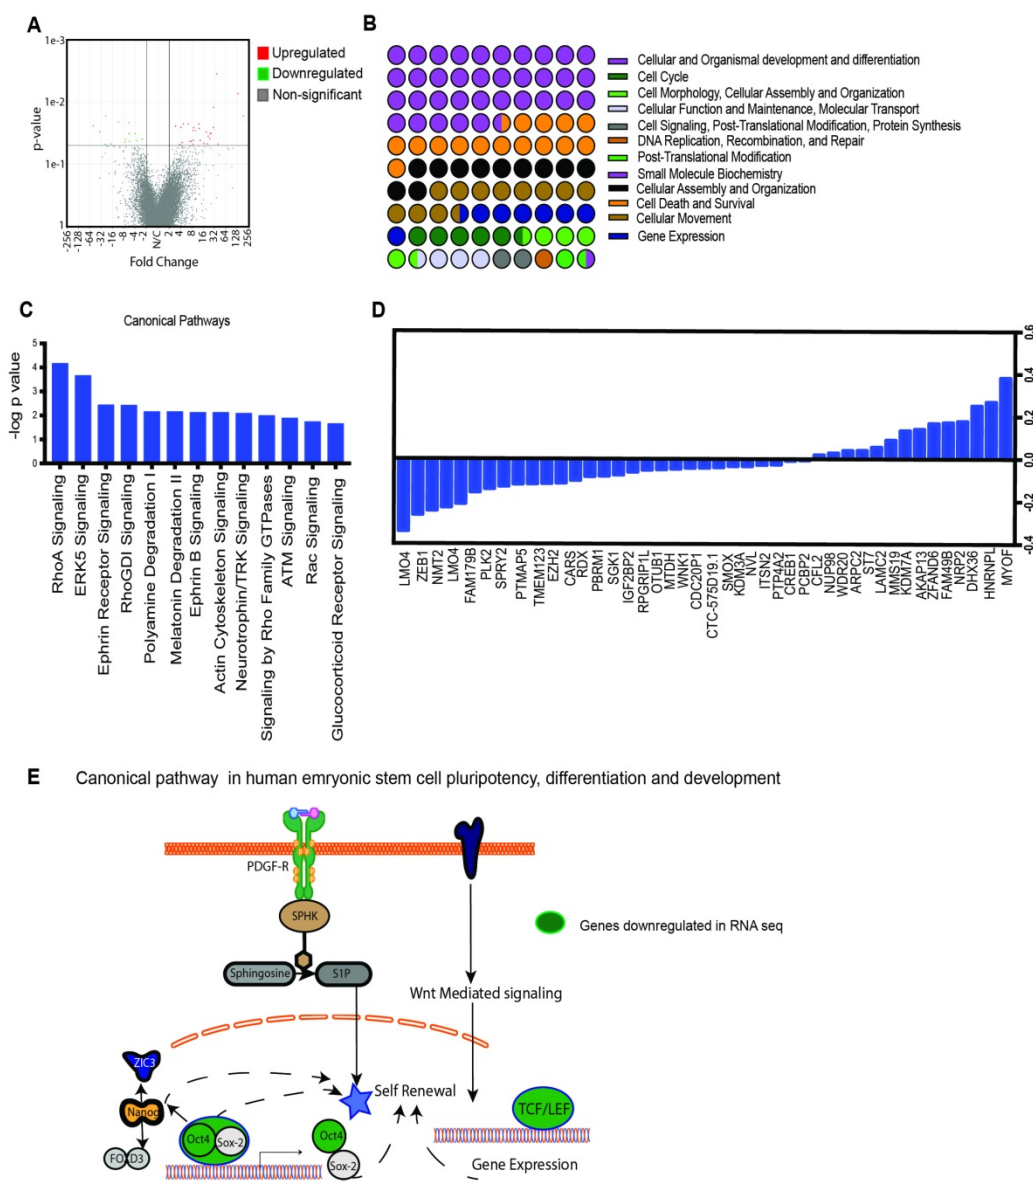 A
1e-3
1e-2
1e-1
1
p-value
-256
-128
-64
-32
-8
-4
-2
N/C
2
4
8
16
32
64
128
256
Fold Change
Upregulated
Downregulated
Non-significant
B
Cellular and Organismal development and differentiation
Cell Cycle
Cell Morphology, Cellular Assembly and Organization
Cellular Function and Maintenance, Molecular Transport
Cell Signaling, Post-Translational Modification, Protein Synthesis
DNA Replication, Recombination, and Repair
Post-Translational Modification
Small Molecule Biochemistry
Cellular Assembly and Organization
Cell Death and Survival
Cellular Movement
Gene Expression
C
Canonical Pathways
-log p value
5
4
3
2
1
0
RhoA Signaling
ERK5 Signaling
Ephrin Receptor Signaling
RhoGDI Signaling
Polyamine Degradation I
Melatonin Degradation II
Ephrin B Signaling
Actin Cytoskeleton Signaling
Neurotrophin/TRK Signaling
Signaling by Rho Family GTPases
ATM Signaling
Rac Signaling
Glucocorticoid Receptor Signaling
D
0.6
0.4
0.2
0.0
-0.2
-0.4
LMO4
ZEB1
NMT2
LMO4
FAM179B
PLK2
SPRY2
PTMAP5
TMEM123
EZH2
CARS
RDX
PBRM1
SGK1
IGF2BP2
RPGRIP1L
OTUB1
MTDH
WNK1
CDC20P1
CTC-575D19.1
SMOX
KDM3A
NVL
ITSN2
PTP4A2
CREB1
PCBP2
CFL2
NUP98
WDR20
ARPC2
ST7
LAMC2
MMS19
KDM7A
AKAP13
ZFAND6
FAM49B
NRP2
DHX36
HNRNPL
MYOF
E Canonical pathway in human emryonic stem cell pluripotency, differentiation and development
PDGF-R
SPHK
Sphingosine
S1P
Genes downregulated in RNA seq
Wnt Mediated signaling
ZIC3
Self Renewal
Nanog
TCF/LEF
Oct4
Sox-2
Oct4
FOXD3
Sox-2
Gene Expression